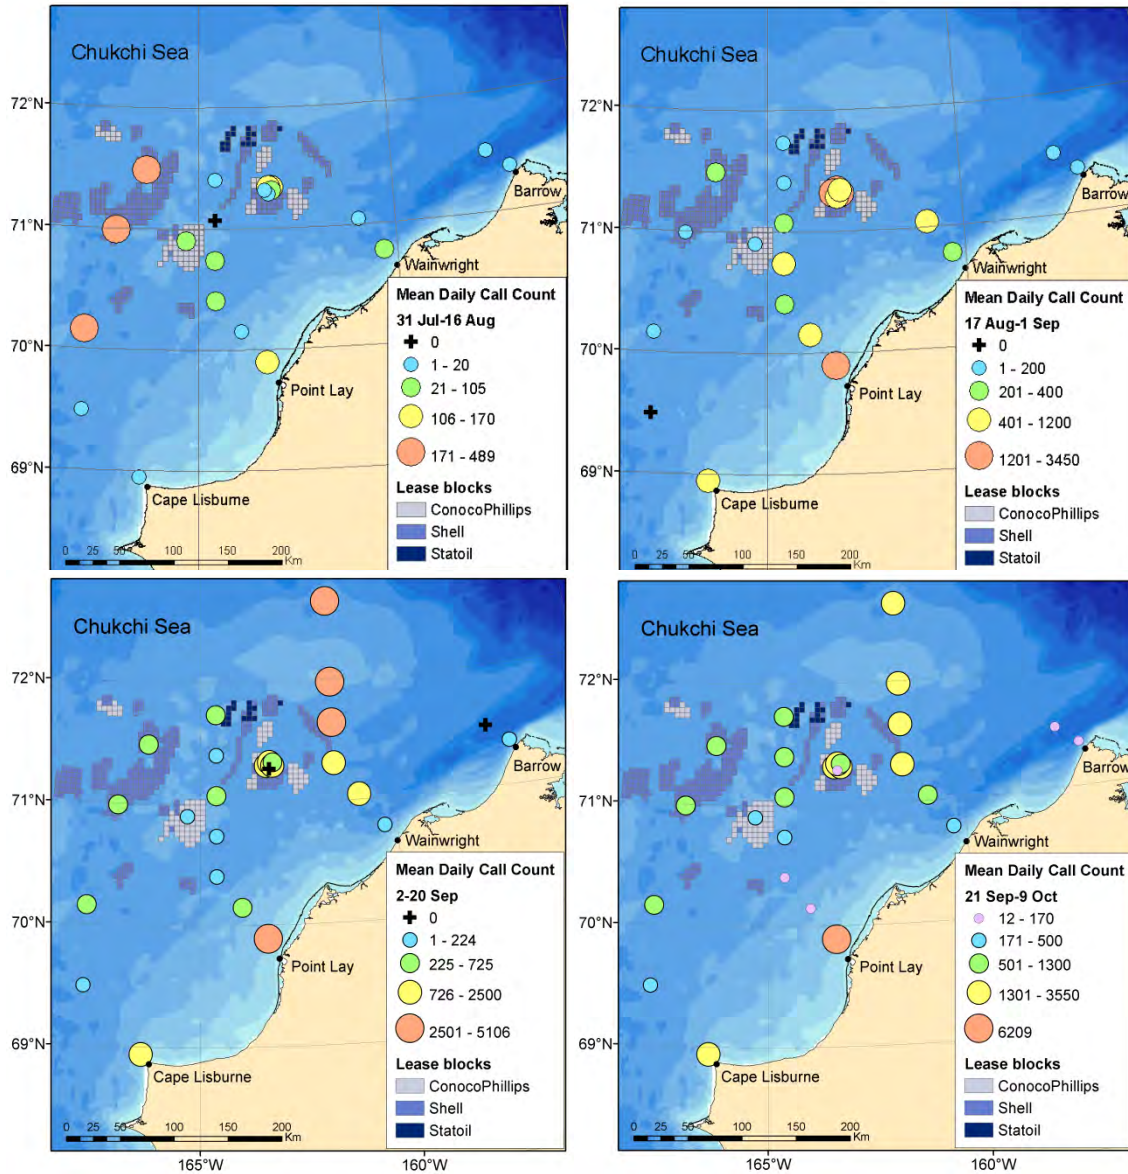 Chukchi Sea
72°N
71°N
70°N
69°N
Barrow
Wainwright
Point Lay
Cape Lisburne
Mean Daily Call Count
31 Jul-16 Aug
0
1 - 20
21 - 105
106 - 170
171 - 489
Lease blocks
ConocoPhillips
Shell
Statoil
0 25 50 100 150 200
Km
Chukchi Sea
72°N
71°N
70°N
69°N
Barrow
Wainwright
Point Lay
Cape Lisburne
Mean Daily Call Count
17 Aug-1 Sep
0
1 - 200
201 - 400
401 - 1200
1201 - 3450
Lease blocks
ConocoPhillips
Shell
Statoil
0 25 50 100 150 200
Km
Chukchi Sea
72°N
71°N
70°N
69°N
Barrow
Wainwright
Point Lay
Cape Lisburne
Mean Daily Call Count
2-20 Sep
0
1 - 224
225 - 725
726 - 2500
2501 - 5106
Lease blocks
ConocoPhillips
Shell
Statoil
0 25 50 100 150 200
Km
165°W 160°W
Chukchi Sea
72°N
71°N
70°N
69°N
Barrow
Wainwright
Point Lay
Cape Lisburne
Mean Daily Call Count
21 Sep-9 Oct
12 - 170
171 - 500
501 - 1300
1301 - 3550
6209
Lease blocks
ConocoPhillips
Shell
Statoil
0 25 50 100 150 200
Km
165°W 160°W